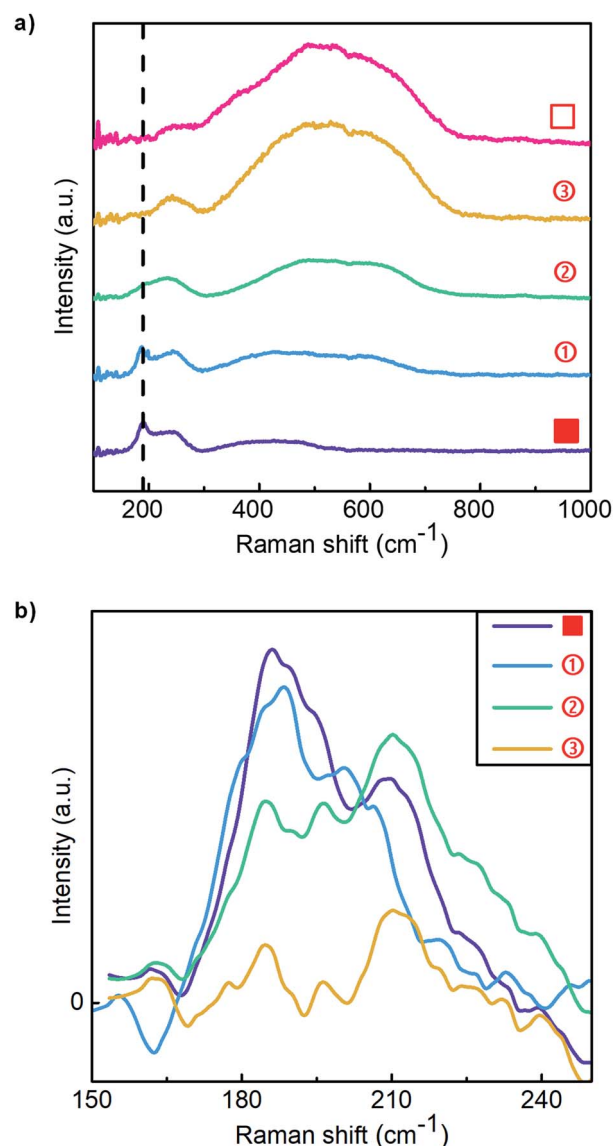 a)
Intensity (a.u.)
③
②
①
200 400 600 800 1000
Raman shift (cm⁻¹)
b)
Intensity (a.u.)
①
②
③
0
150 180 210 240
Raman shift (cm⁻¹)